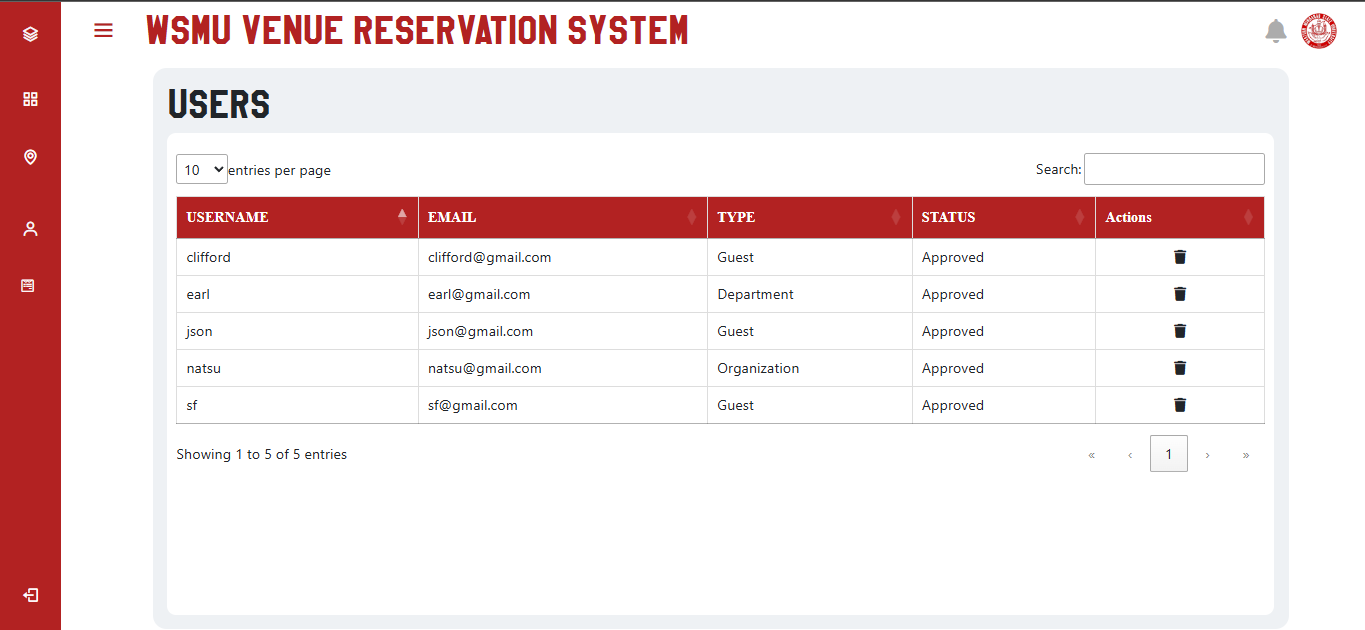 WSMU VENUE RESERVATION SYSTEM
USERS
10 entries per page Search:
USERNAME EMAIL TYPE STATUS Actions
clifford clifford@gmail.com Guest Approved
earl earl@gmail.com Department Approved
json json@gmail.com Guest Approved
natsu natsu@gmail.com Organization Approved
sf sf@gmail.com Guest Approved
Showing 1 to 5 of 5 entries « ‹ 1 › »